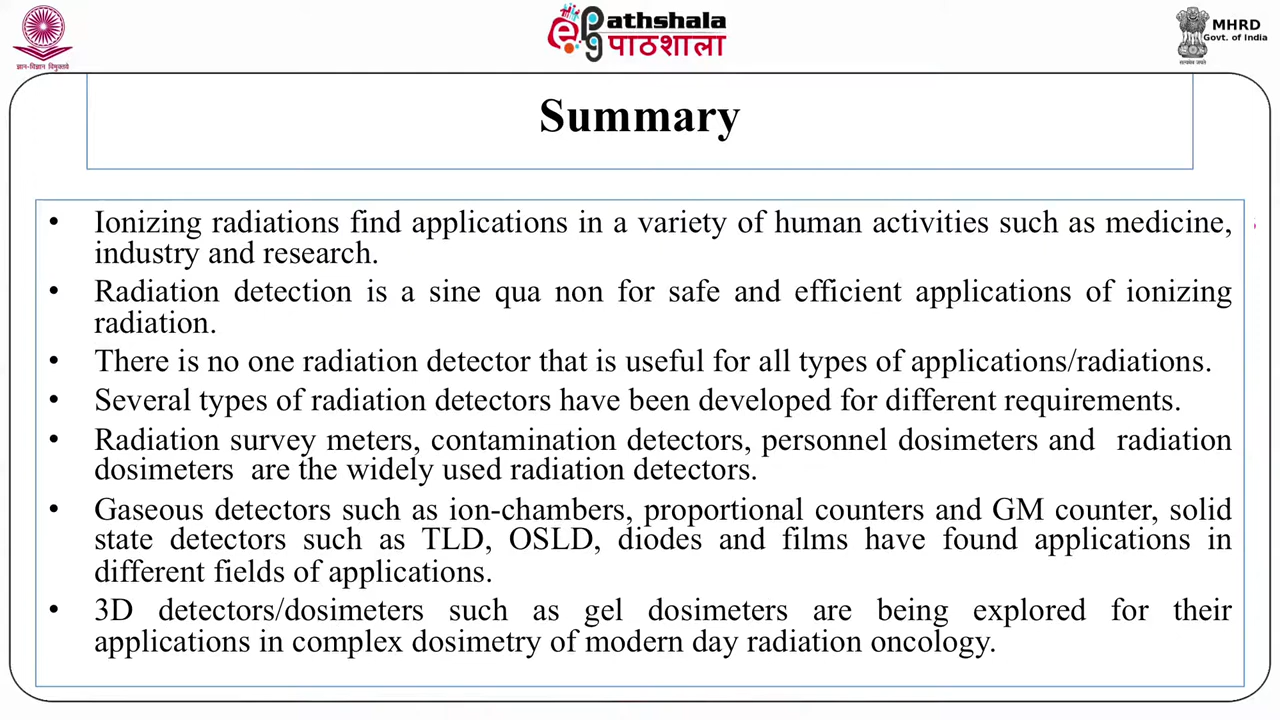 ज्ञान-विज्ञान विमुक्तये
ePathshala
पाठशाला
MHRD
Govt. of India
सत्यमेव जयते
Summary
• Ionizing radiations find applications in a variety of human activities such as medicine,
industry and research.
• Radiation detection is a sine qua non for safe and efficient applications of ionizing
radiation.
• There is no one radiation detector that is useful for all types of applications/radiations.
• Several types of radiation detectors have been developed for different requirements.
• Radiation survey meters, contamination detectors, personnel dosimeters and radiation
dosimeters are the widely used radiation detectors.
• Gaseous detectors such as ion-chambers, proportional counters and GM counter, solid
state detectors such as TLD, OSLD, diodes and films have found applications in
different fields of applications.
• 3D detectors/dosimeters such as gel dosimeters are being explored for their
applications in complex dosimetry of modern day radiation oncology.